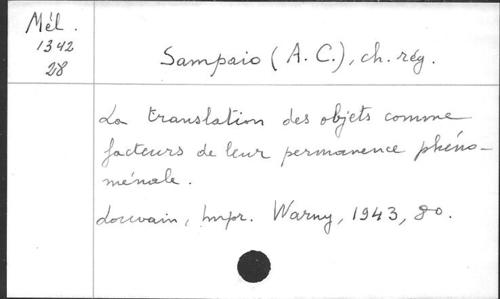 Mél.
1342
28
Sampaio (A. C.), ch. rég.
La translation des objets comme
facteurs de leur permanence phéno-
ménale.
Louvain, Impr. Warny, 1943, 8o.